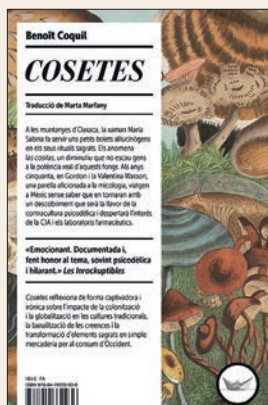 Benoît Coquil
COSETES
Traducció de Marta Marfany
A les muntanyes d'Oaxaca, la xaman María
Sabina fa servir uns petits bolets al·lucinògens
en els seus rituals sagrats. Els anomena
las cositas, un diminutiu que no escau gens
a la potència real d'aquests fongs. Als anys
cinquanta, en Gordon i la Valentina Wasson,
una parella aficionada a la micologia, viatgen
a Mèxic sense saber que en tornaran amb
un descobriment que serà la llavor de la
contracultura psicodèlica i despertarà l'interès
de la CIA i els laboratoris farmacèutics.
«Emocionant. Documentada i,
fent honor al tema, sovint psicodèlica
i hilarant.» Les Inrockuptibles
Cosetes reflexiona de forma captivadora i
irònica sobre l'impacte de la colonització
i la globalització en les cultures tradicionals,
la banalització de les creences i la
transformació d'elements sagrats en simple
mercaderia per al consum d'Occident.